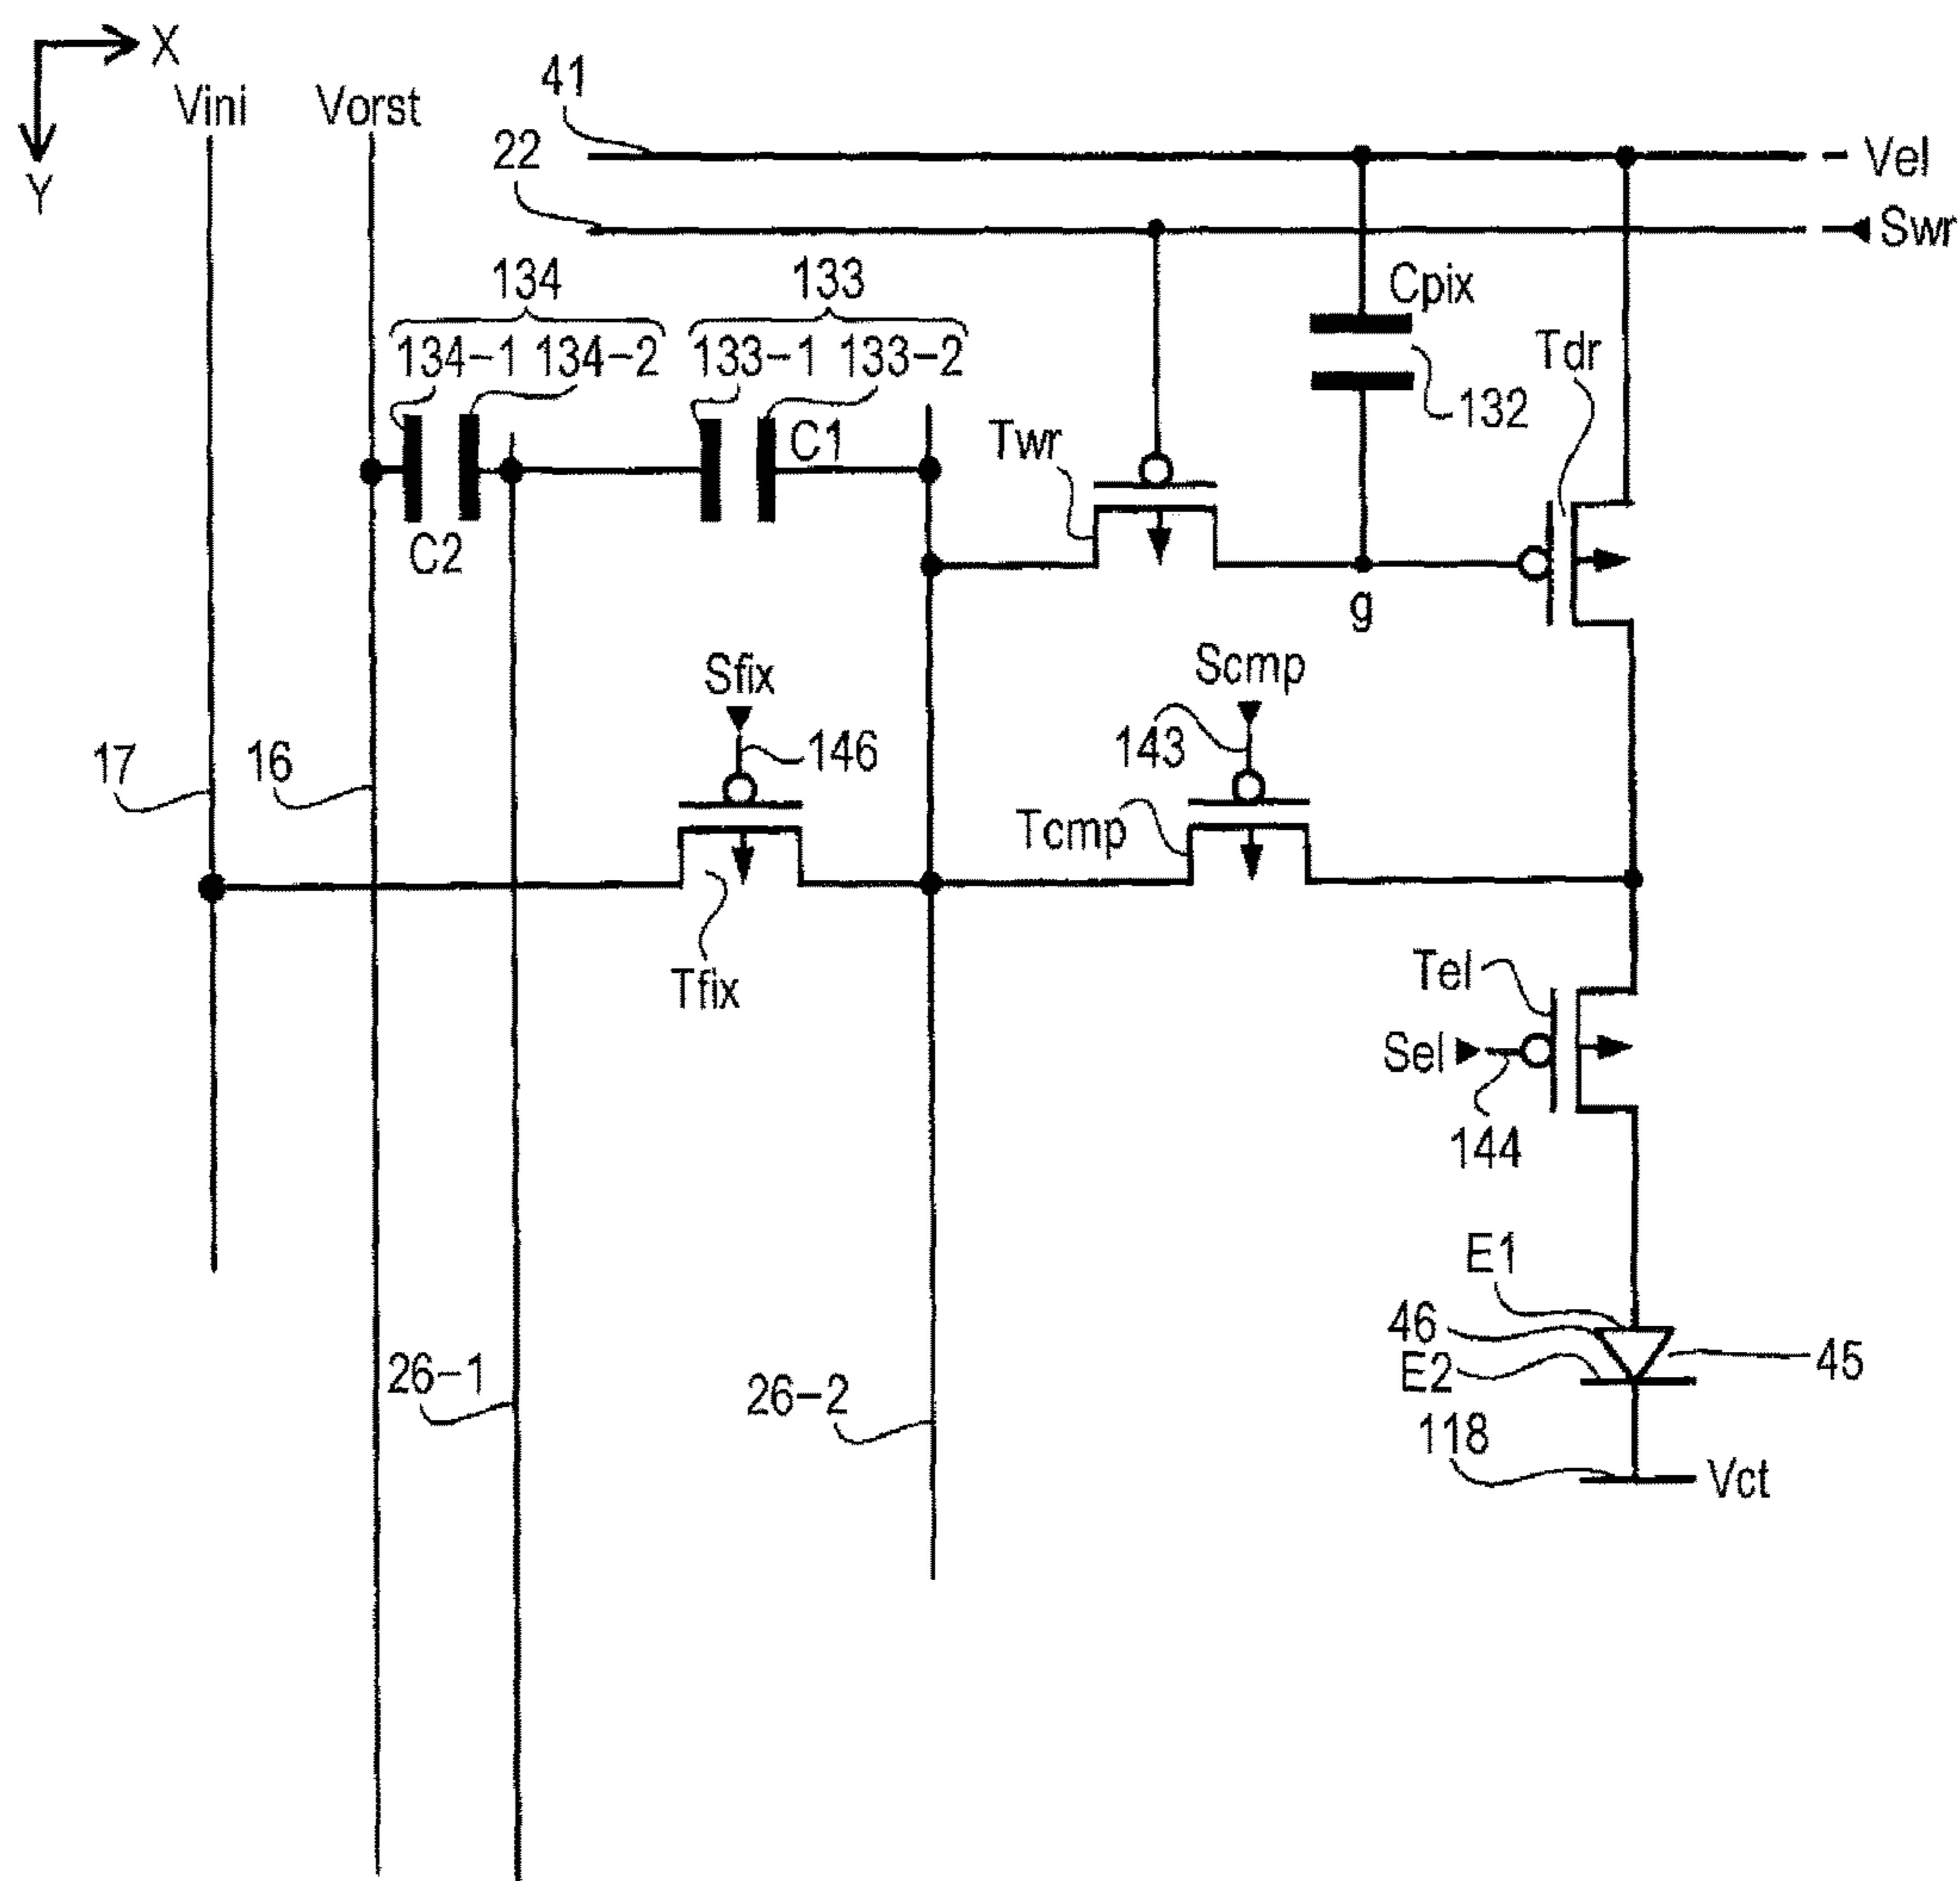 X
Y
Vini
Vorst
41
22
Vel
Swr
134
133
134-1 134-2
133-1 133-2
C2
C1
Cpix
132
Twr
Tdr
g
Sfix
146
Tfix
Scmp
143
Tcmp
17
16
Tel
Sel
144
E1
46
E2
45
118
Vct
26-1
26-2